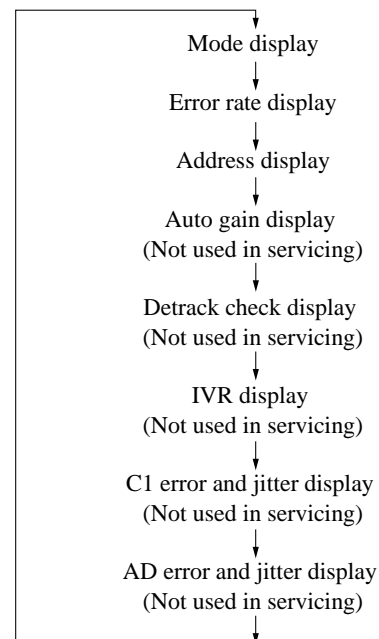 Mode display
Error rate display
Address display
Auto gain display
(Not used in servicing)
Detrack check display
(Not used in servicing)
IVR display
(Not used in servicing)
C1 error and jitter display
(Not used in servicing)
AD error and jitter display
(Not used in servicing)